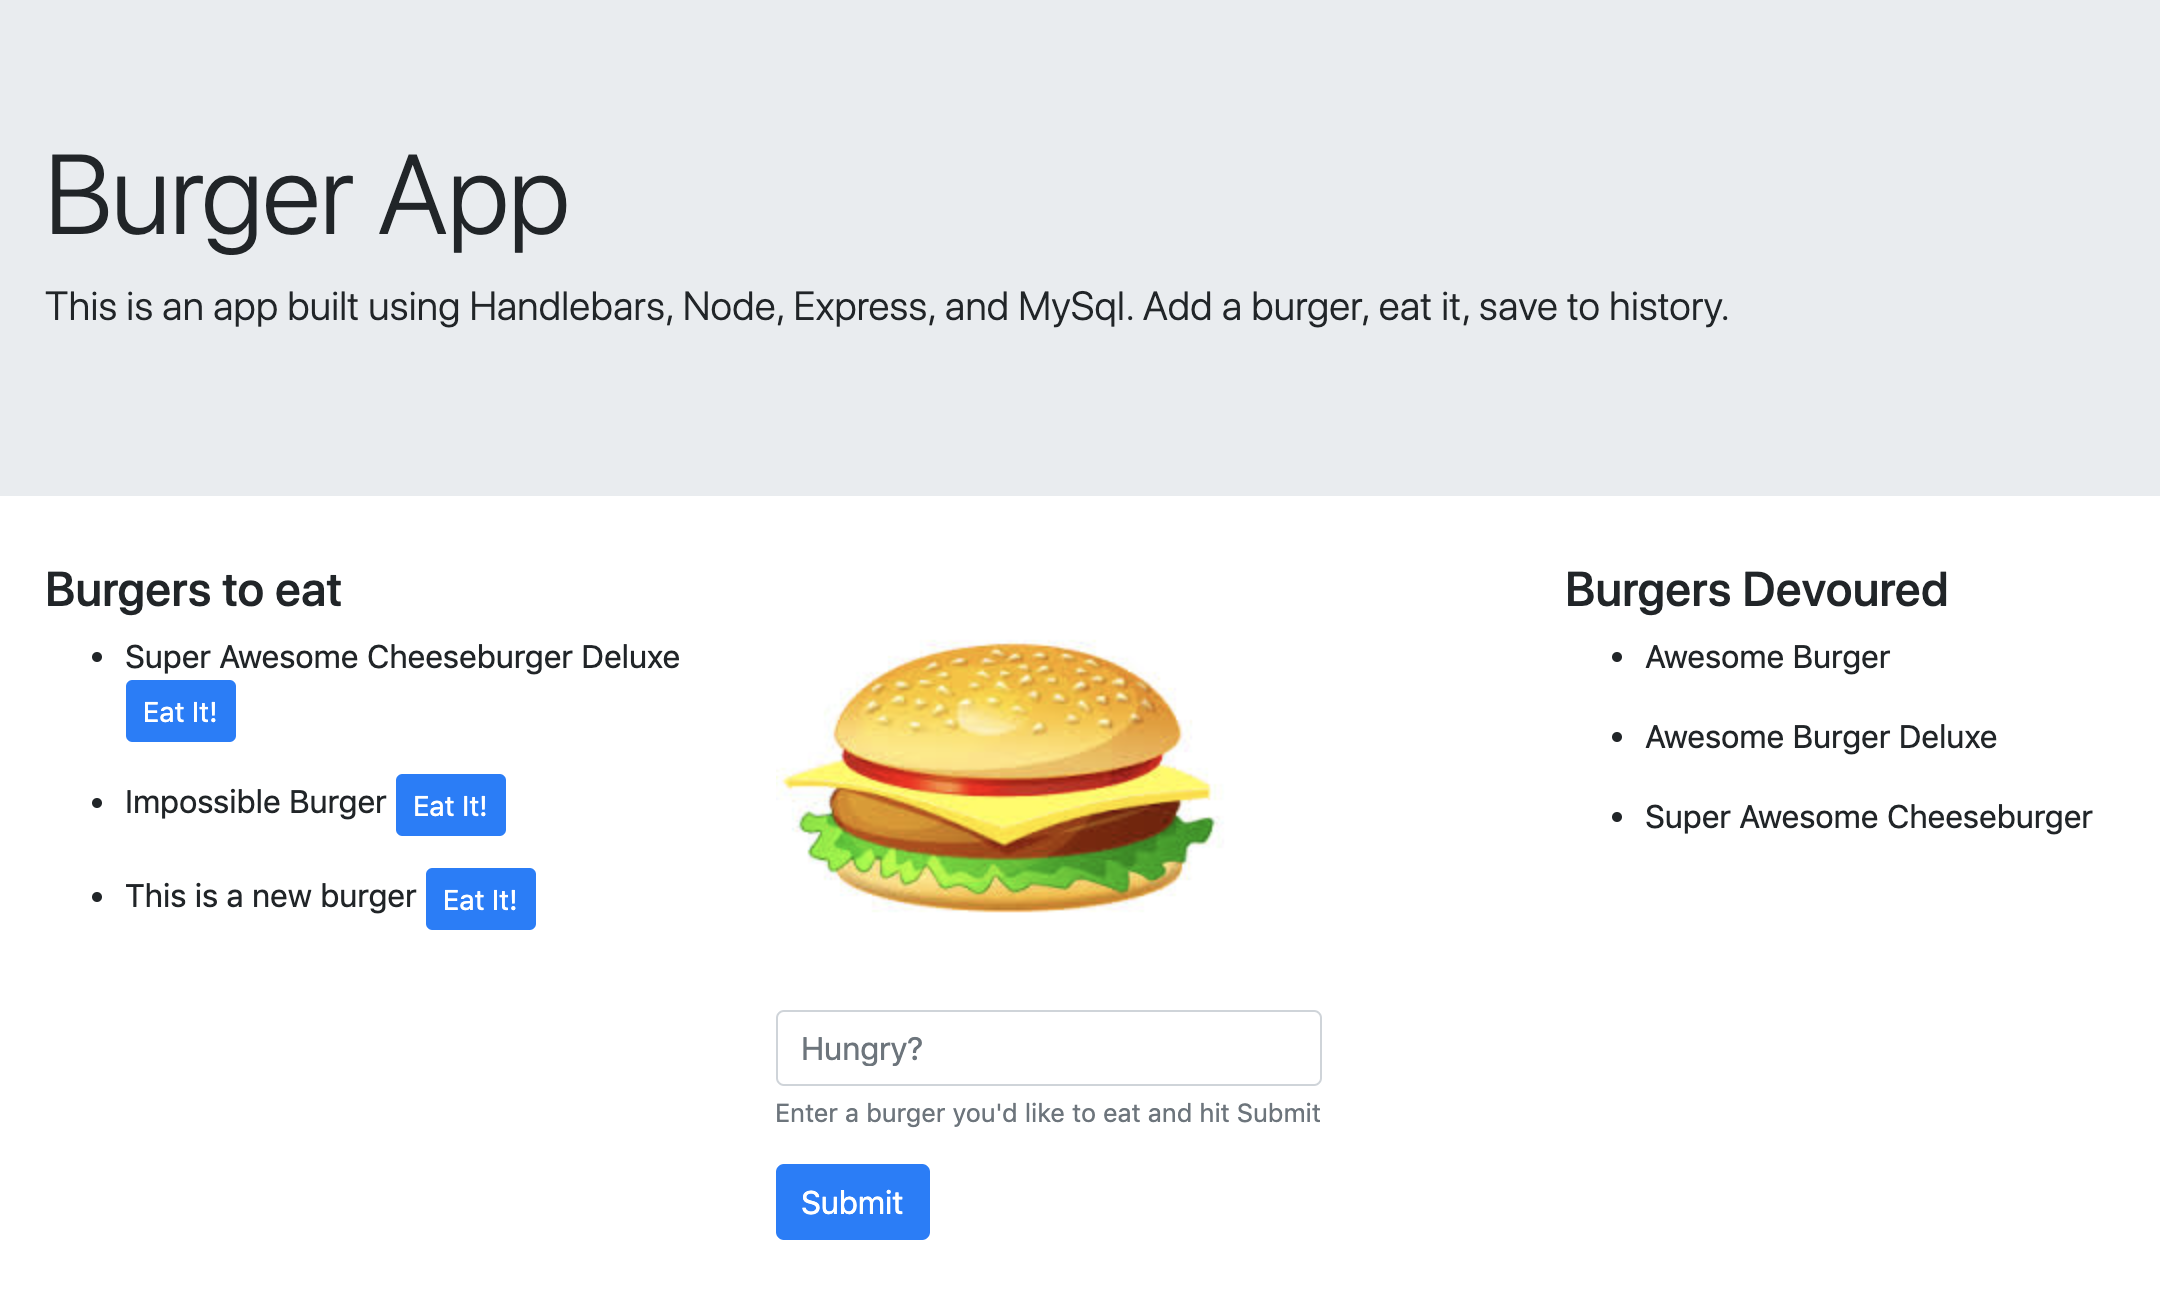 Burger App
This is an app built using Handlebars, Node, Express, and MySql. Add a burger, eat it, save to history.
Burgers to eat
Super Awesome Cheeseburger Deluxe
Eat It!
Impossible Burger Eat It!
This is a new burger Eat It!
Hungry?
Enter a burger you'd like to eat and hit Submit
Submit
Burgers Devoured
Awesome Burger
Awesome Burger Deluxe
Super Awesome Cheeseburger